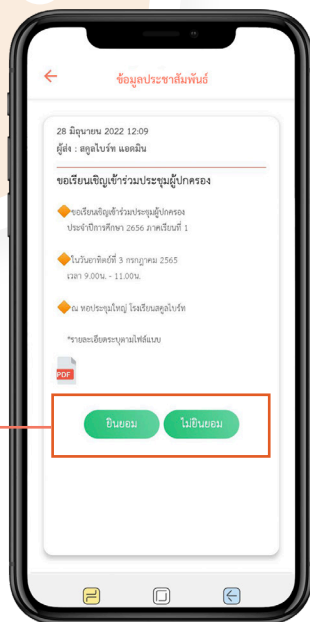 ข้อมูลประชาสัมพันธ์
28 มิถุนายน 2022 12:09
ผู้ส่ง : สคูลไบร์ท แอดมิน
ขอเรียนเชิญเข้าร่วมประชุมผู้ปกครอง
ขอเรียนเชิญเข้าร่วมประชุมผู้ปกครอง
ประจำปีการศึกษา 2656 ภาคเรียนที่ 1
ในวันอาทิตย์ที่ 3 กรกฎาคม 2565
เวลา 9.00น. - 11.00น.
ณ หอประชุมใหญ่ โรงเรียนสคูลไบร์ท
*รายละเอียดระบุตามไฟล์แนบ
PDF
ยินยอม ไม่ยินยอม